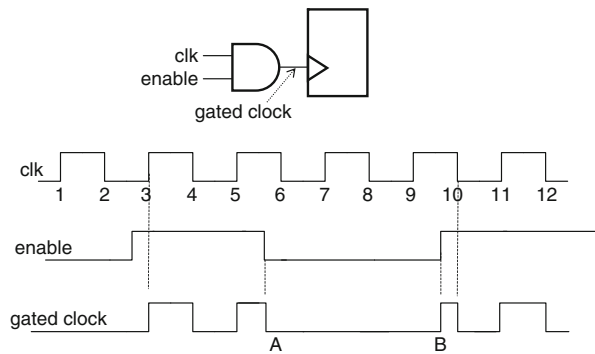 clk
enable
gated clock
clk
1 2 3 4 5 6 7 8 9 10 11 12
enable
gated clock
A B